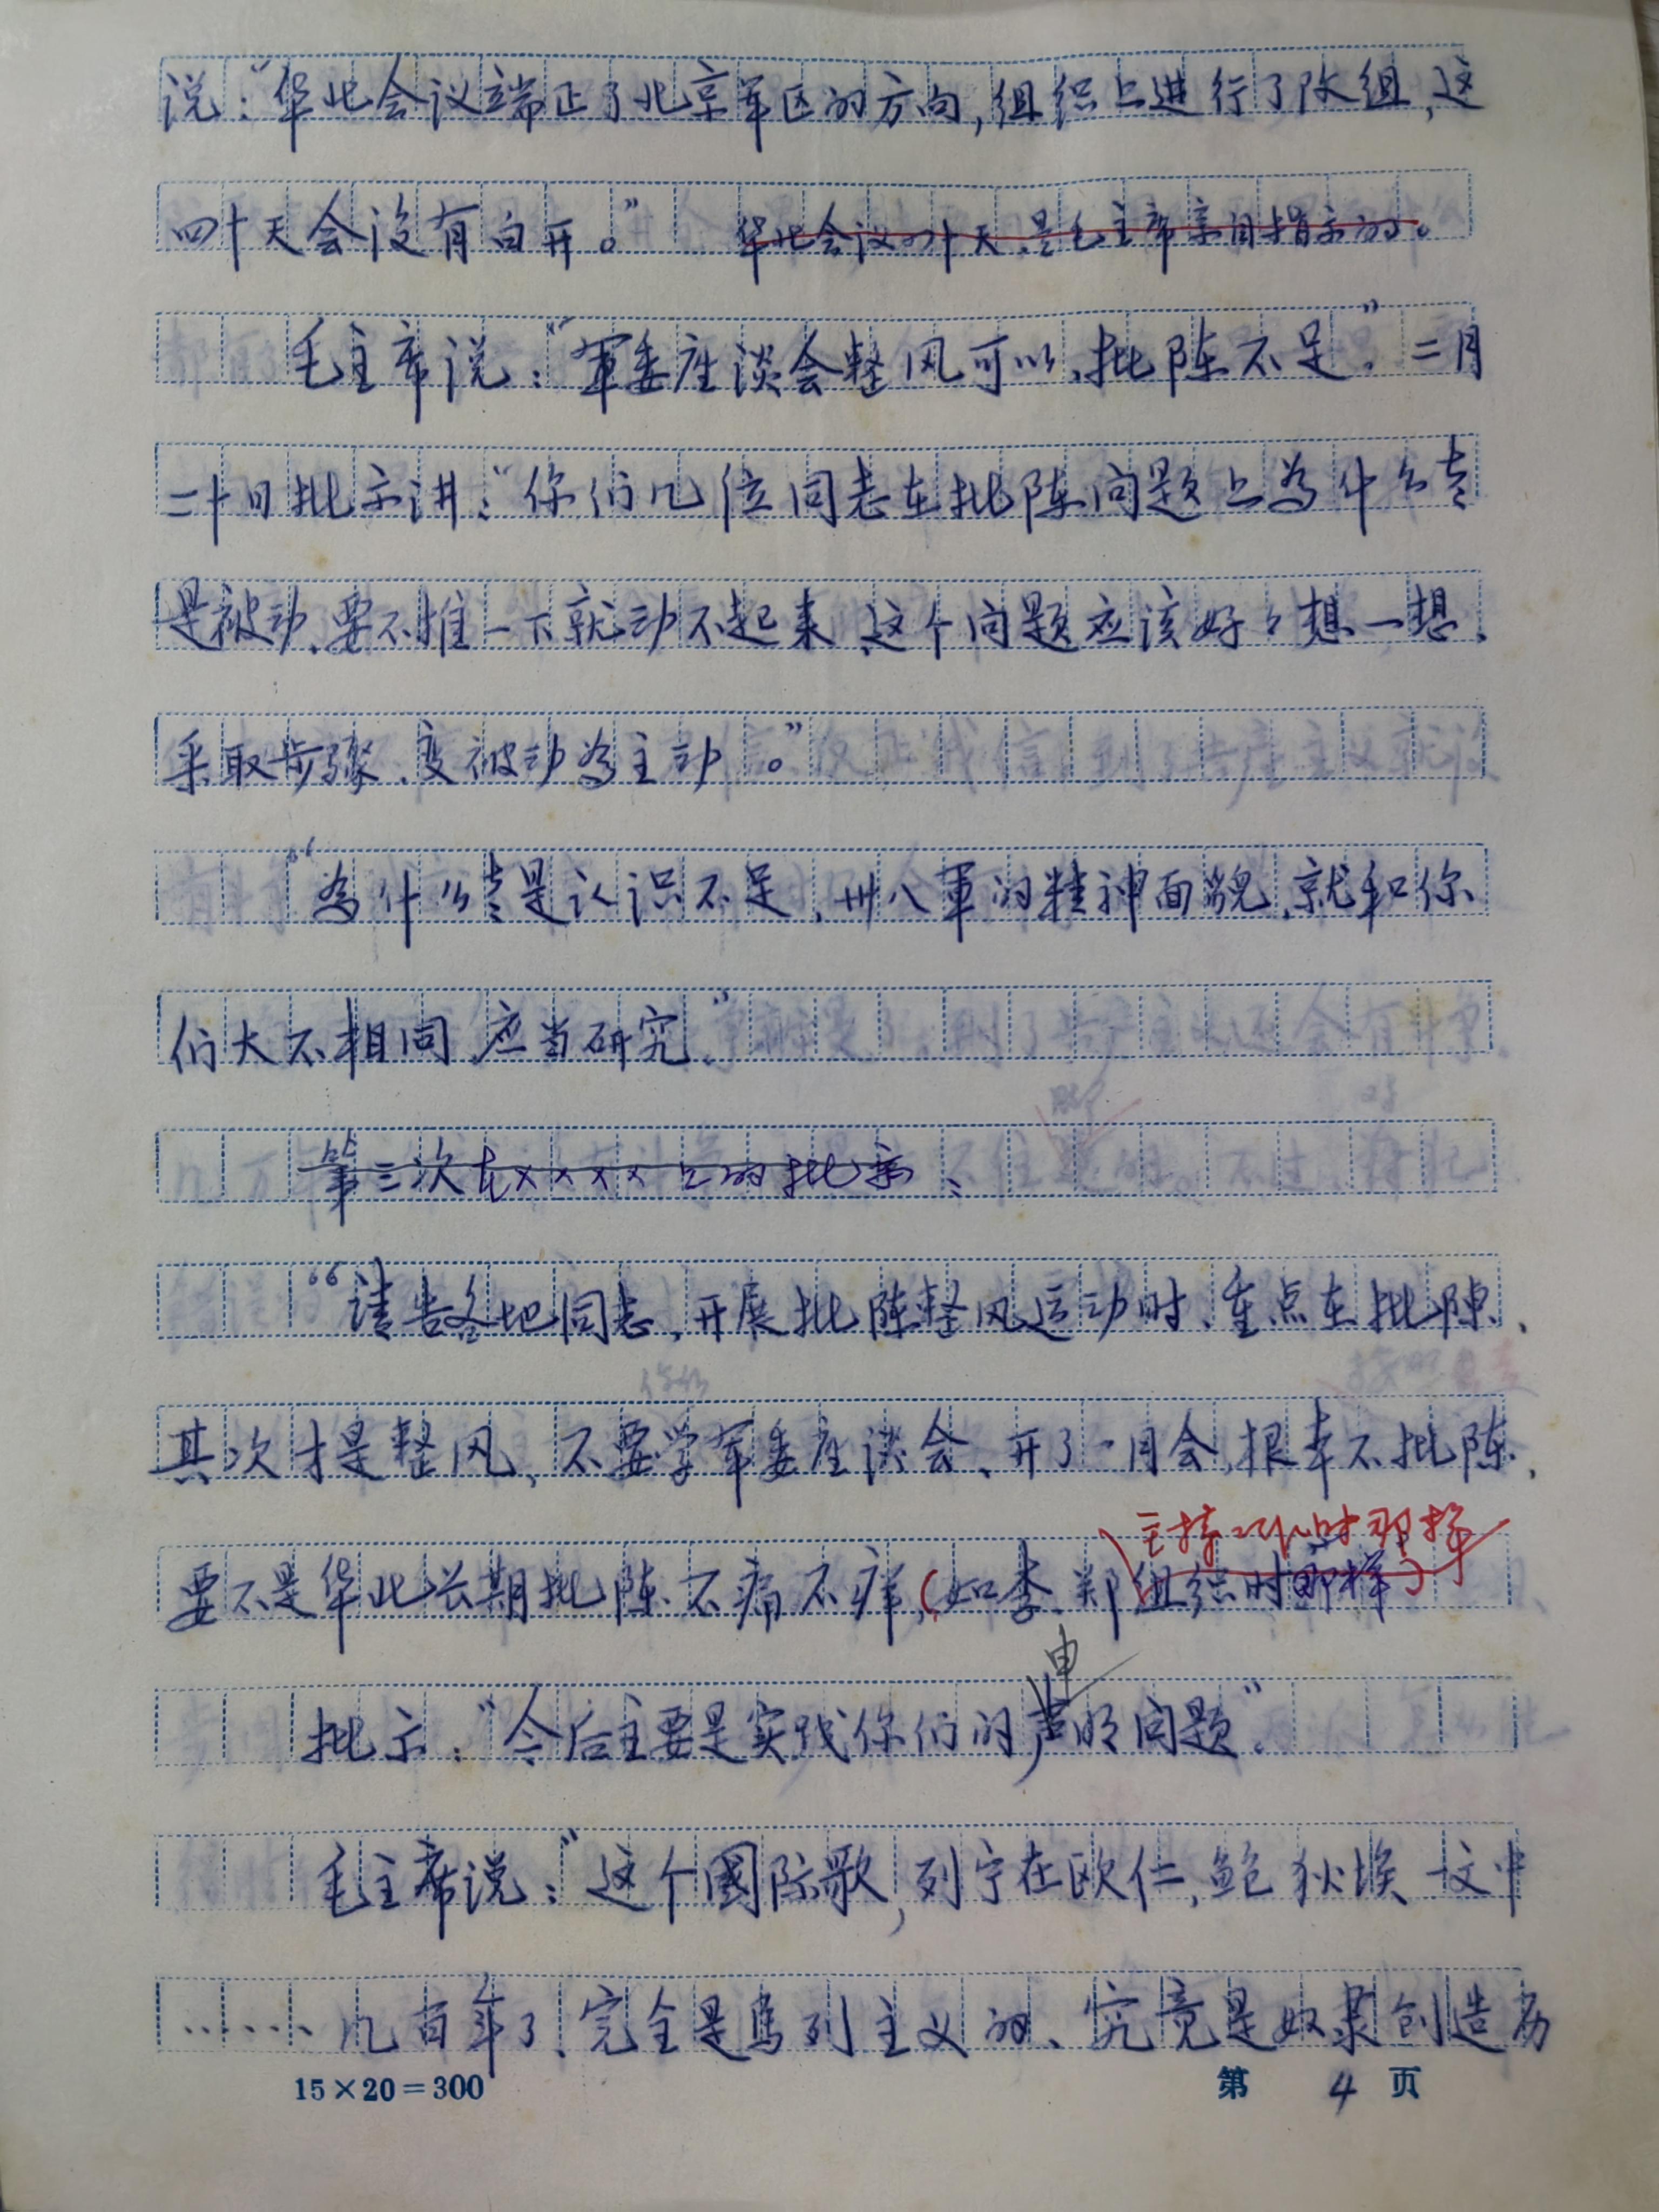 说：“华北会议端正了北京军区的方向，组织上进行了改组，这
四十天会没有白开。” 华北会议四十天，是毛主席亲自指示的。
毛主席说：“軍委座谈会整风可以、批陈不足。”二月
二十日批示讲：“你们几位同志在批陈问题上为什么老
是被动、要不推一下就动不起来、这个问题应该好々想一想、
采取步骤、变被动为主动。”
“为什么老是认识不足，卅八軍的精神面貌，就和你
们大不相同、应当研究。”
第三次在××××上的批示、
“请告各地同志，开展批陈整风运动时、重点在批陈、
其次才是整风，不要学军委座谈会、开了一月会，根本不批陈、
主持时那样
要不是华北长期批陈不痛不痒，（如李、郑组织时那样）
申
批示：“今后主要是实践你们的声明问题”。
毛主席说：“这个國际歌，列宁在欧仁，鲍狄埃一文中
……几百年了、完全是马列主义的、究竟是奴隶创造历
15×20＝300 第 4 页